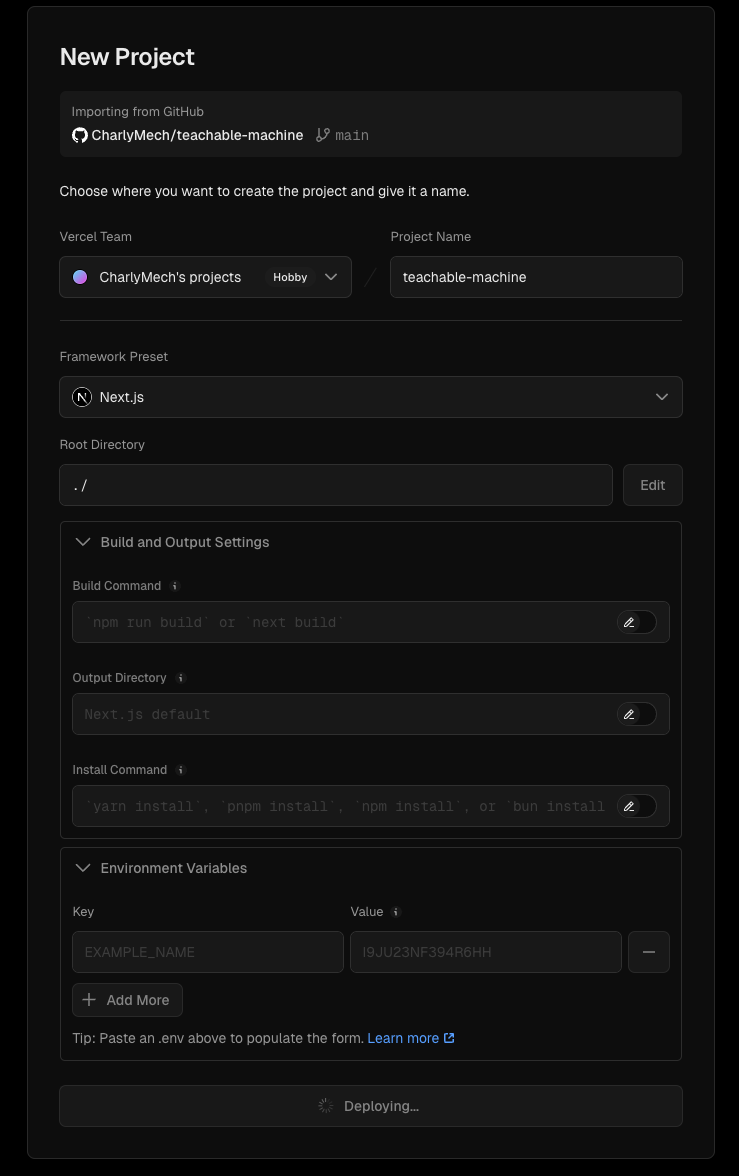 New Project
Importing from GitHub
CharlyMech/teachable-machine main
Choose where you want to create the project and give it a name.
Vercel Team
Project Name
CharlyMech's projects Hobby
teachable-machine
Framework Preset
N Next.js
Root Directory
./
Edit
Build and Output Settings
Build Command
`npm run build` or `next build`
Output Directory
Next.js default
Install Command
`yarn install`, `pnpm install`, `npm install`, or `bun install
Environment Variables
Key
Value
EXAMPLE_NAME
I9JU23NF394R6HH
Add More
Tip: Paste an .env above to populate the form. Learn more
Deploying...